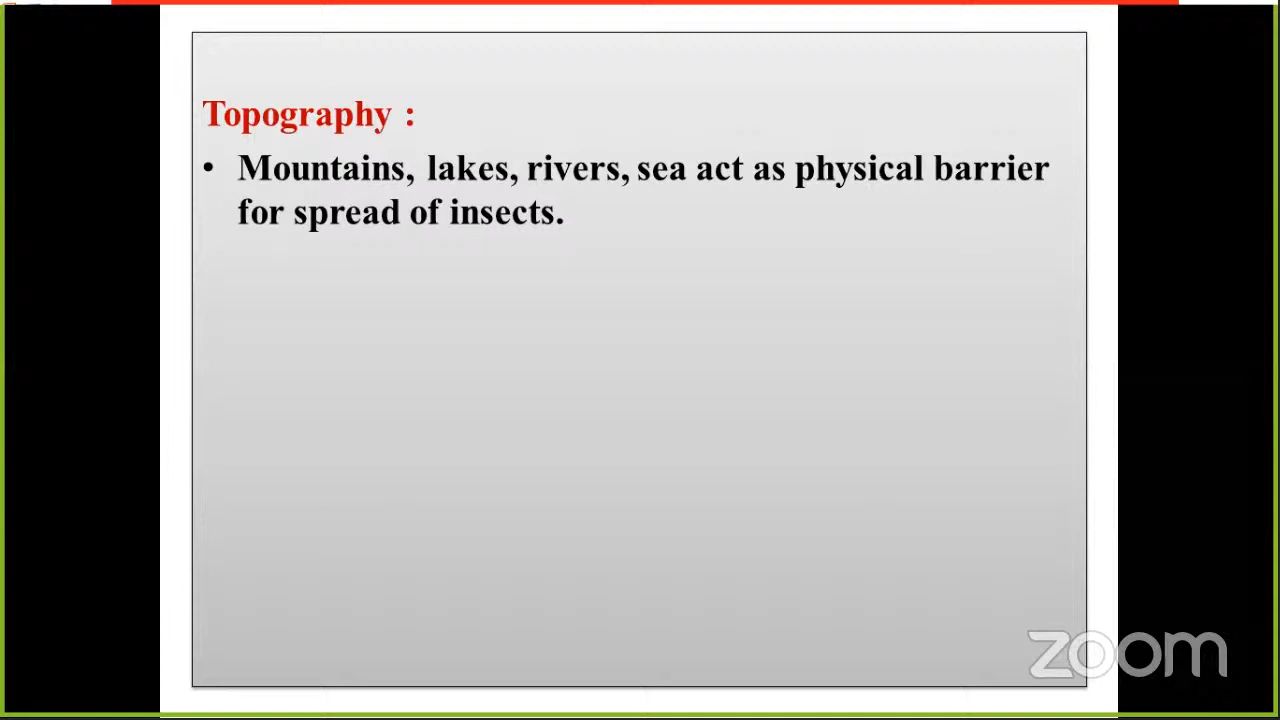 Topography :
• Mountains, lakes, rivers, sea act as physical barrier
for spread of insects.
zoom